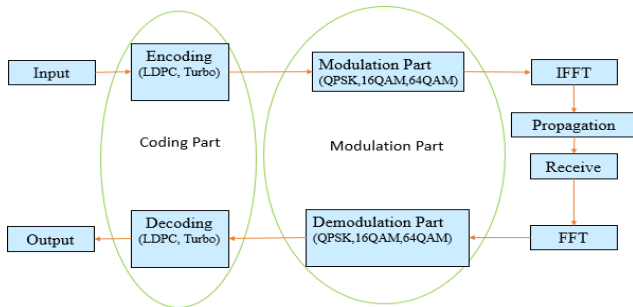 Input
Encoding
(LDPC, Turbo)
Modulation Part
(QPSK,16QAM,64QAM)
IFFT
Propagation
Receive
Coding Part
Modulation Part
Output
Decoding
(LDPC, Turbo)
Demodulation Part
(QPSK,16QAM,64QAM)
FFT